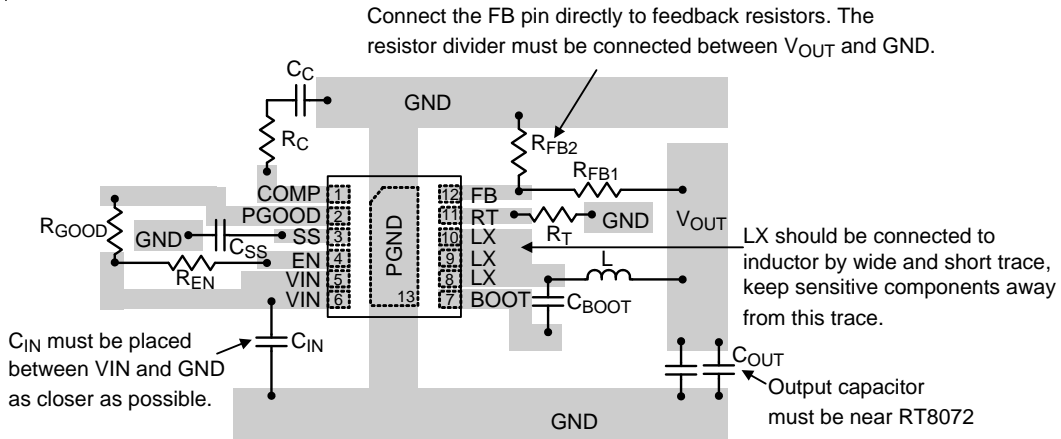 Connect the FB pin directly to feedback resistors. The
resistor divider must be connected between VOUT and GND.
CC
GND
RC
RFB2
RFB1
COMP 1
12 FB
PGOOD 2
11 RT
GND
RGOOD
GND
CSS
SS 3
10 LX
RT
VOUT
REN
EN 4
9 LX
VIN 5
8 LX
VIN 6
7 BOOT
PGND
13
L
CBOOT
LX should be connected to
inductor by wide and short trace,
keep sensitive components away
from this trace.
CIN must be placed
between VIN and GND
as closer as possible.
CIN
COUT
Output capacitor
must be near RT8072
GND